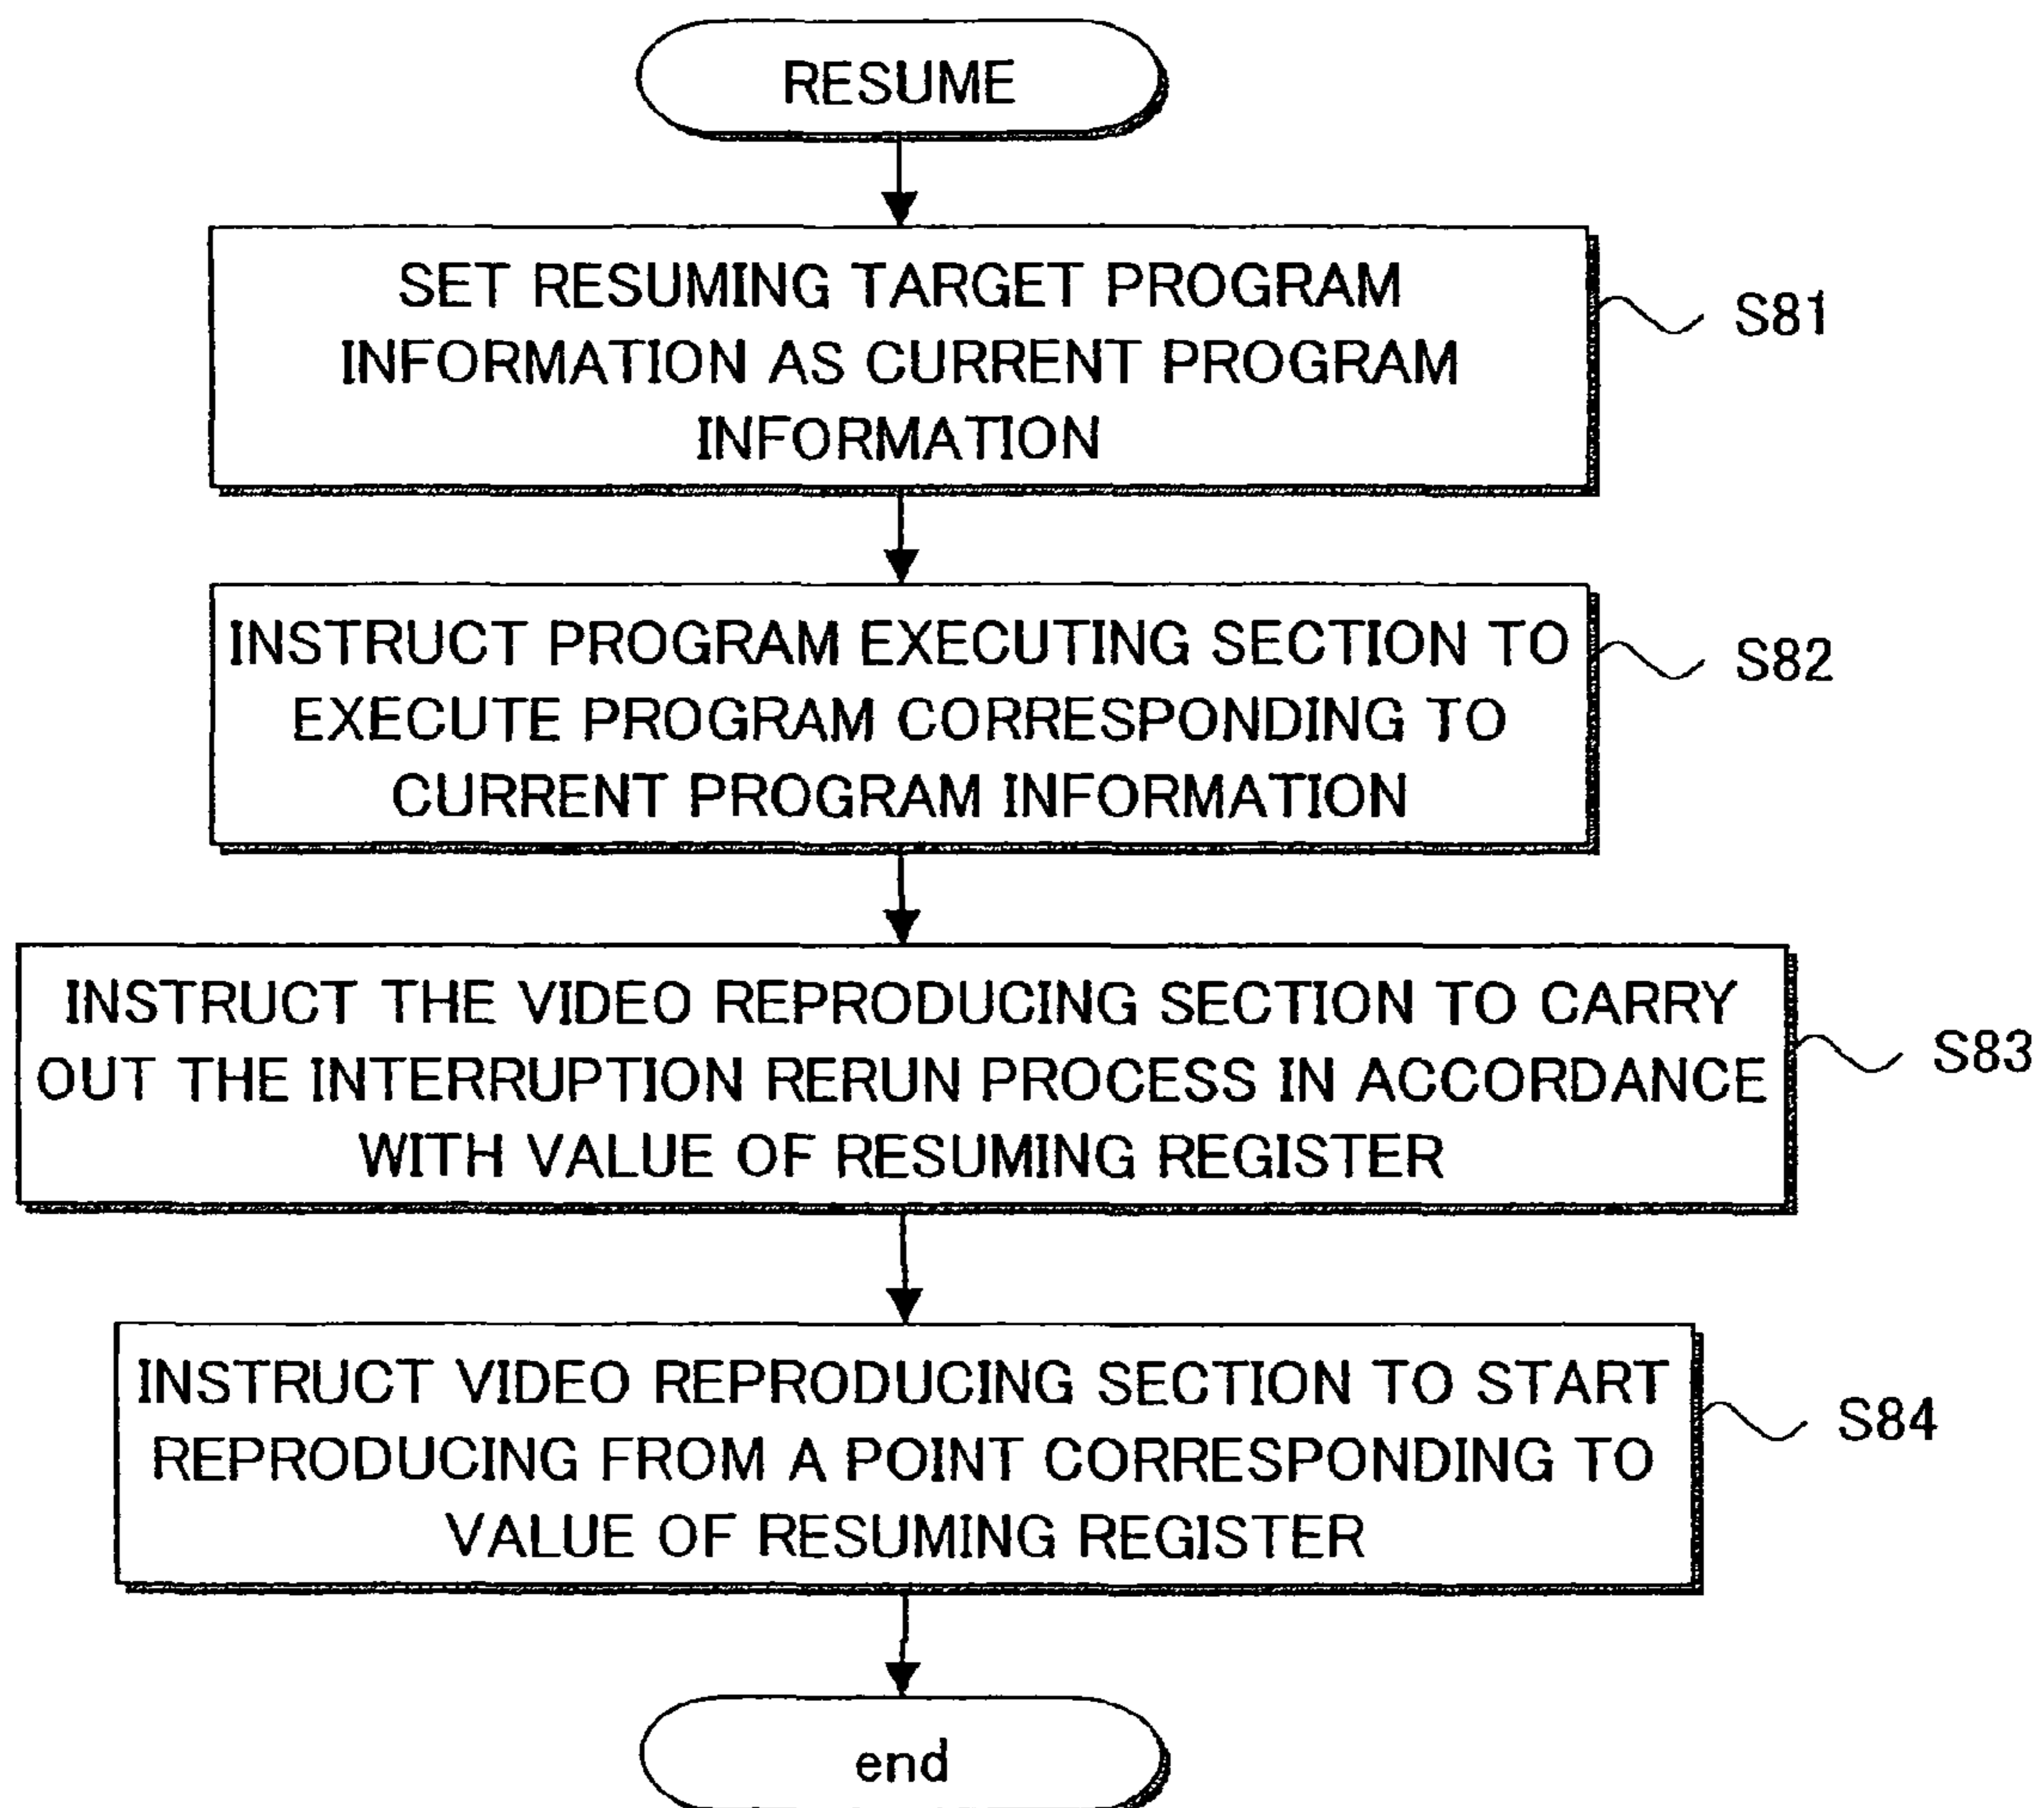 RESUME
SET RESUMING TARGET PROGRAM
INFORMATION AS CURRENT PROGRAM
INFORMATION
S81
INSTRUCT PROGRAM EXECUTING SECTION TO
EXECUTE PROGRAM CORRESPONDING TO
CURRENT PROGRAM INFORMATION
S82
INSTRUCT THE VIDEO REPRODUCING SECTION TO CARRY
OUT THE INTERRUPTION RERUN PROCESS IN ACCORDANCE
WITH VALUE OF RESUMING REGISTER
S83
INSTRUCT VIDEO REPRODUCING SECTION TO START
REPRODUCING FROM A POINT CORRESPONDING TO
VALUE OF RESUMING REGISTER
S84
end